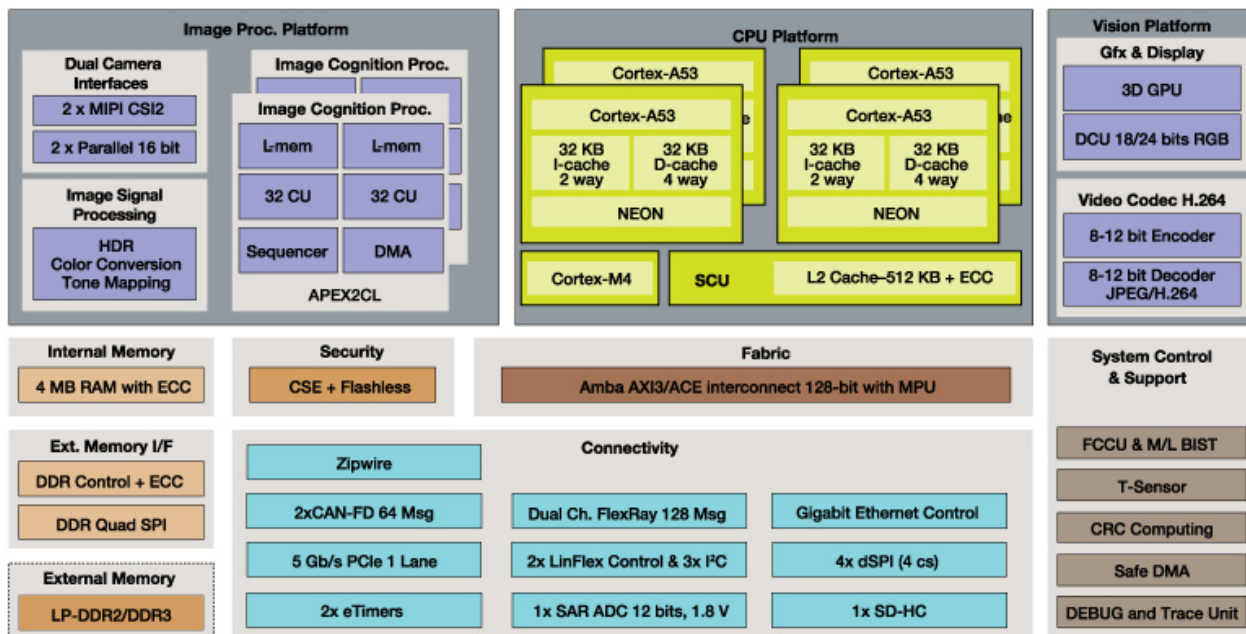 Image Proc. Platform
Dual Camera
Interfaces
2 x MIPI CSI2
2 x Parallel 16 bit
Image Signal
Processing
HDR
Color Conversion
Tone Mapping
Image Cognition Proc.
Image Cognition Proc.
L-mem
L-mem
32 CU
32 CU
Sequencer
DMA
APEX2CL
CPU Platform
Cortex-A53
Cortex-A53
32 KB
I-cache
2 way
32 KB
D-cache
4 way
NEON
Cortex-A53
Cortex-A53
32 KB
I-cache
2 way
32 KB
D-cache
4 way
NEON
Cortex-M4
SCU
L2 Cache–512 KB + ECC
Vision Platform
Gfx & Display
3D GPU
DCU 18/24 bits RGB
Video Codec H.264
8-12 bit Encoder
8-12 bit Decoder
JPEG/H.264
Internal Memory
4 MB RAM with ECC
Security
CSE + Flashless
Fabric
Amba AXI3/ACE interconnect 128-bit with MPU
System Control
& Support
FCCU & M/L BIST
T-Sensor
CRC Computing
Safe DMA
DEBUG and Trace Unit
Ext. Memory I/F
DDR Control + ECC
DDR Quad SPI
External Memory
LP-DDR2/DDR3
Connectivity
Zipwire
2xCAN-FD 64 Msg
Dual Ch. FlexRay 128 Msg
Gigabit Ethernet Control
5 Gb/s PCIe 1 Lane
2x LinFlex Control & 3x I²C
4x dSPI (4 cs)
2x eTimers
1x SAR ADC 12 bits, 1.8 V
1x SD-HC